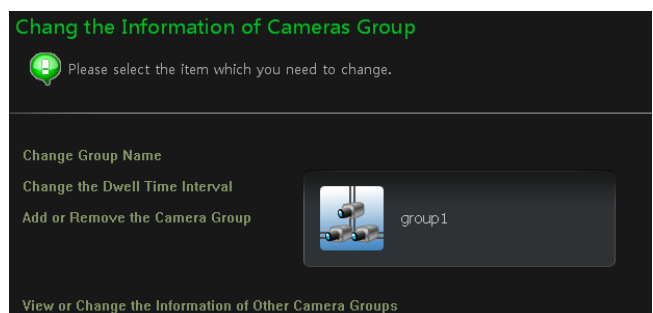 Chang the Information of Cameras Group
Please select the item which you need to change.
Change Group Name
Change the Dwell Time Interval
Add or Remove the Camera Group
group1
View or Change the Information of Other Camera Groups